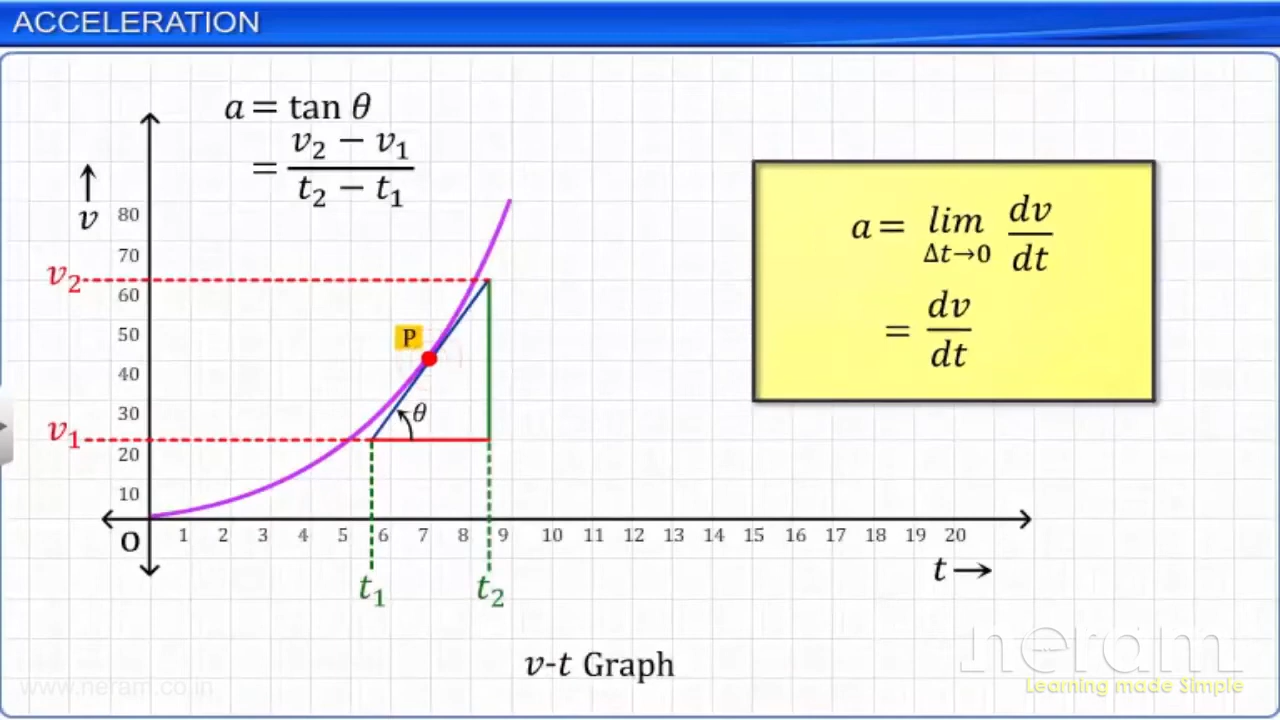 ACCELERATION
a = tan θ
= v₂ − v₁ / t₂ − t₁
v
80
70
60
50
40
30
20
10
v₂
v₁
P
θ
O
1 2 3 4 5 6 7 8 9 10 11 12 13 14 15 16 17 18 19 20
t₁
t₂
t
v-t Graph
a = lim Δt→0 dv/dt
= dv/dt
www.neram.co.in
neram
Learning made Simple